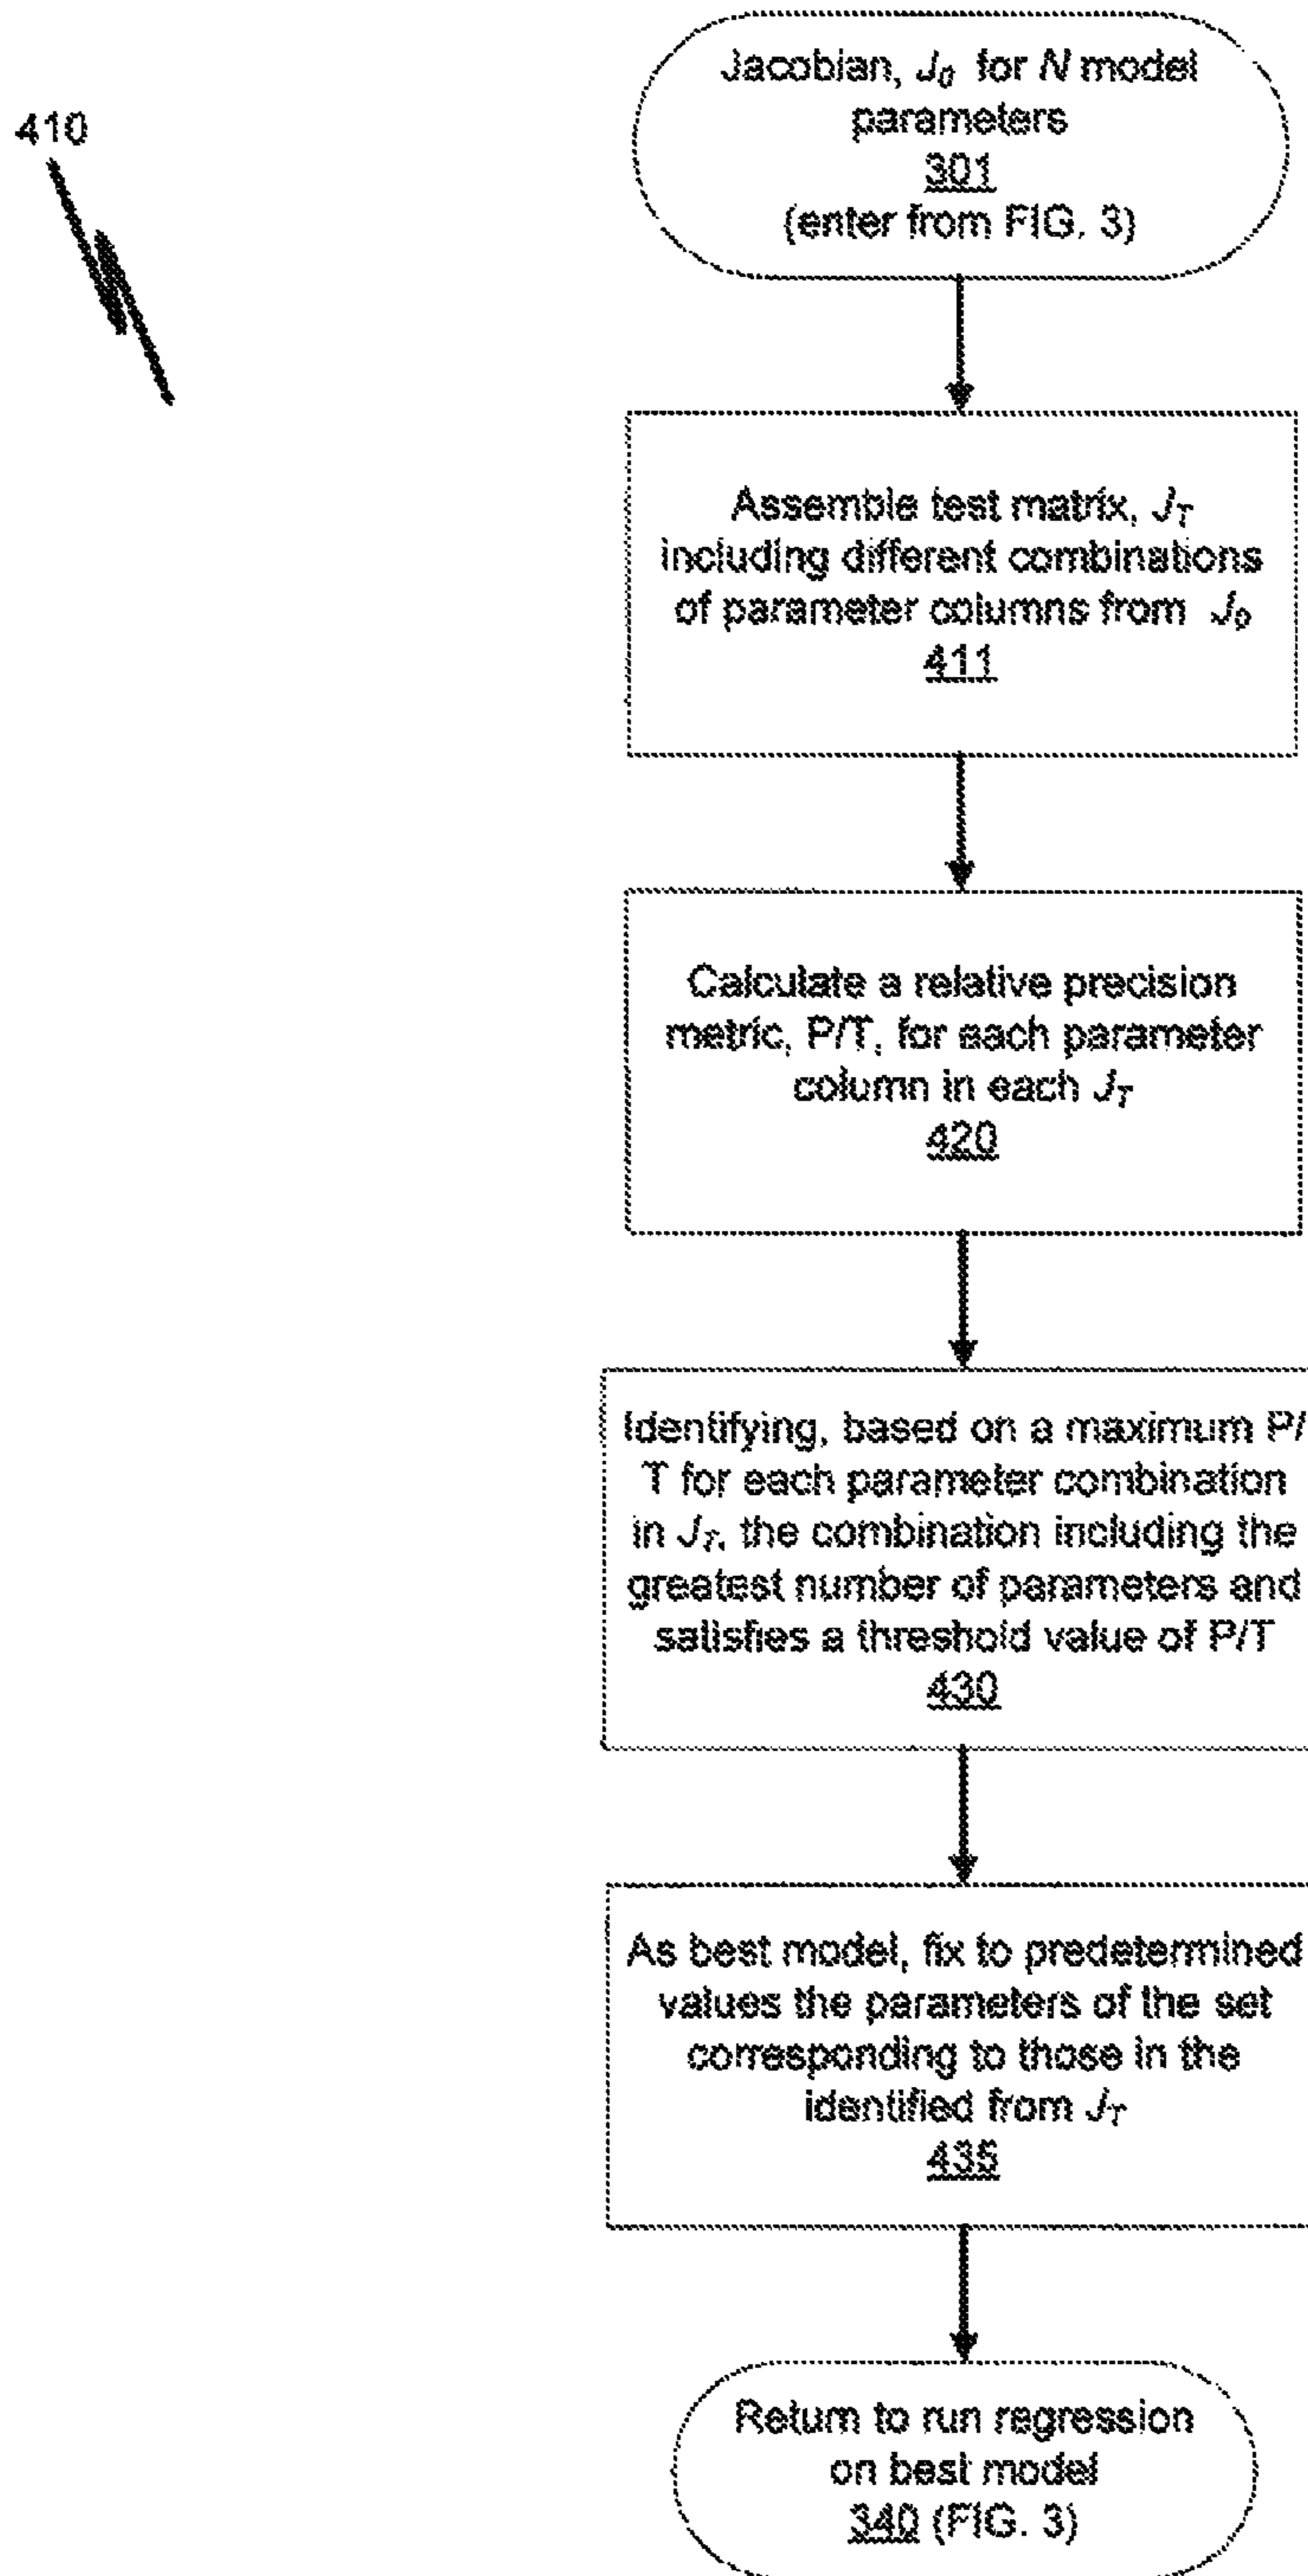 410
Jacobian, J0 for N model
parameters
301
(enter from FIG. 3)
Assemble test matrix, JT
including different combinations
of parameter columns from J0
411
Calculate a relative precision
metric, P/T, for each parameter
column in each JT
420
Identifying, based on a maximum P/
T for each parameter combination
in JT, the combination including the
greatest number of parameters and
satisfies a threshold value of P/T
430
As best model, fix to predetermined
values the parameters of the set
corresponding to those in the
identified from JT
435
Return to run regression
on best model
340 (FIG. 3)